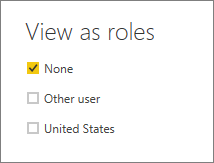 View as roles
None
Other user
United States